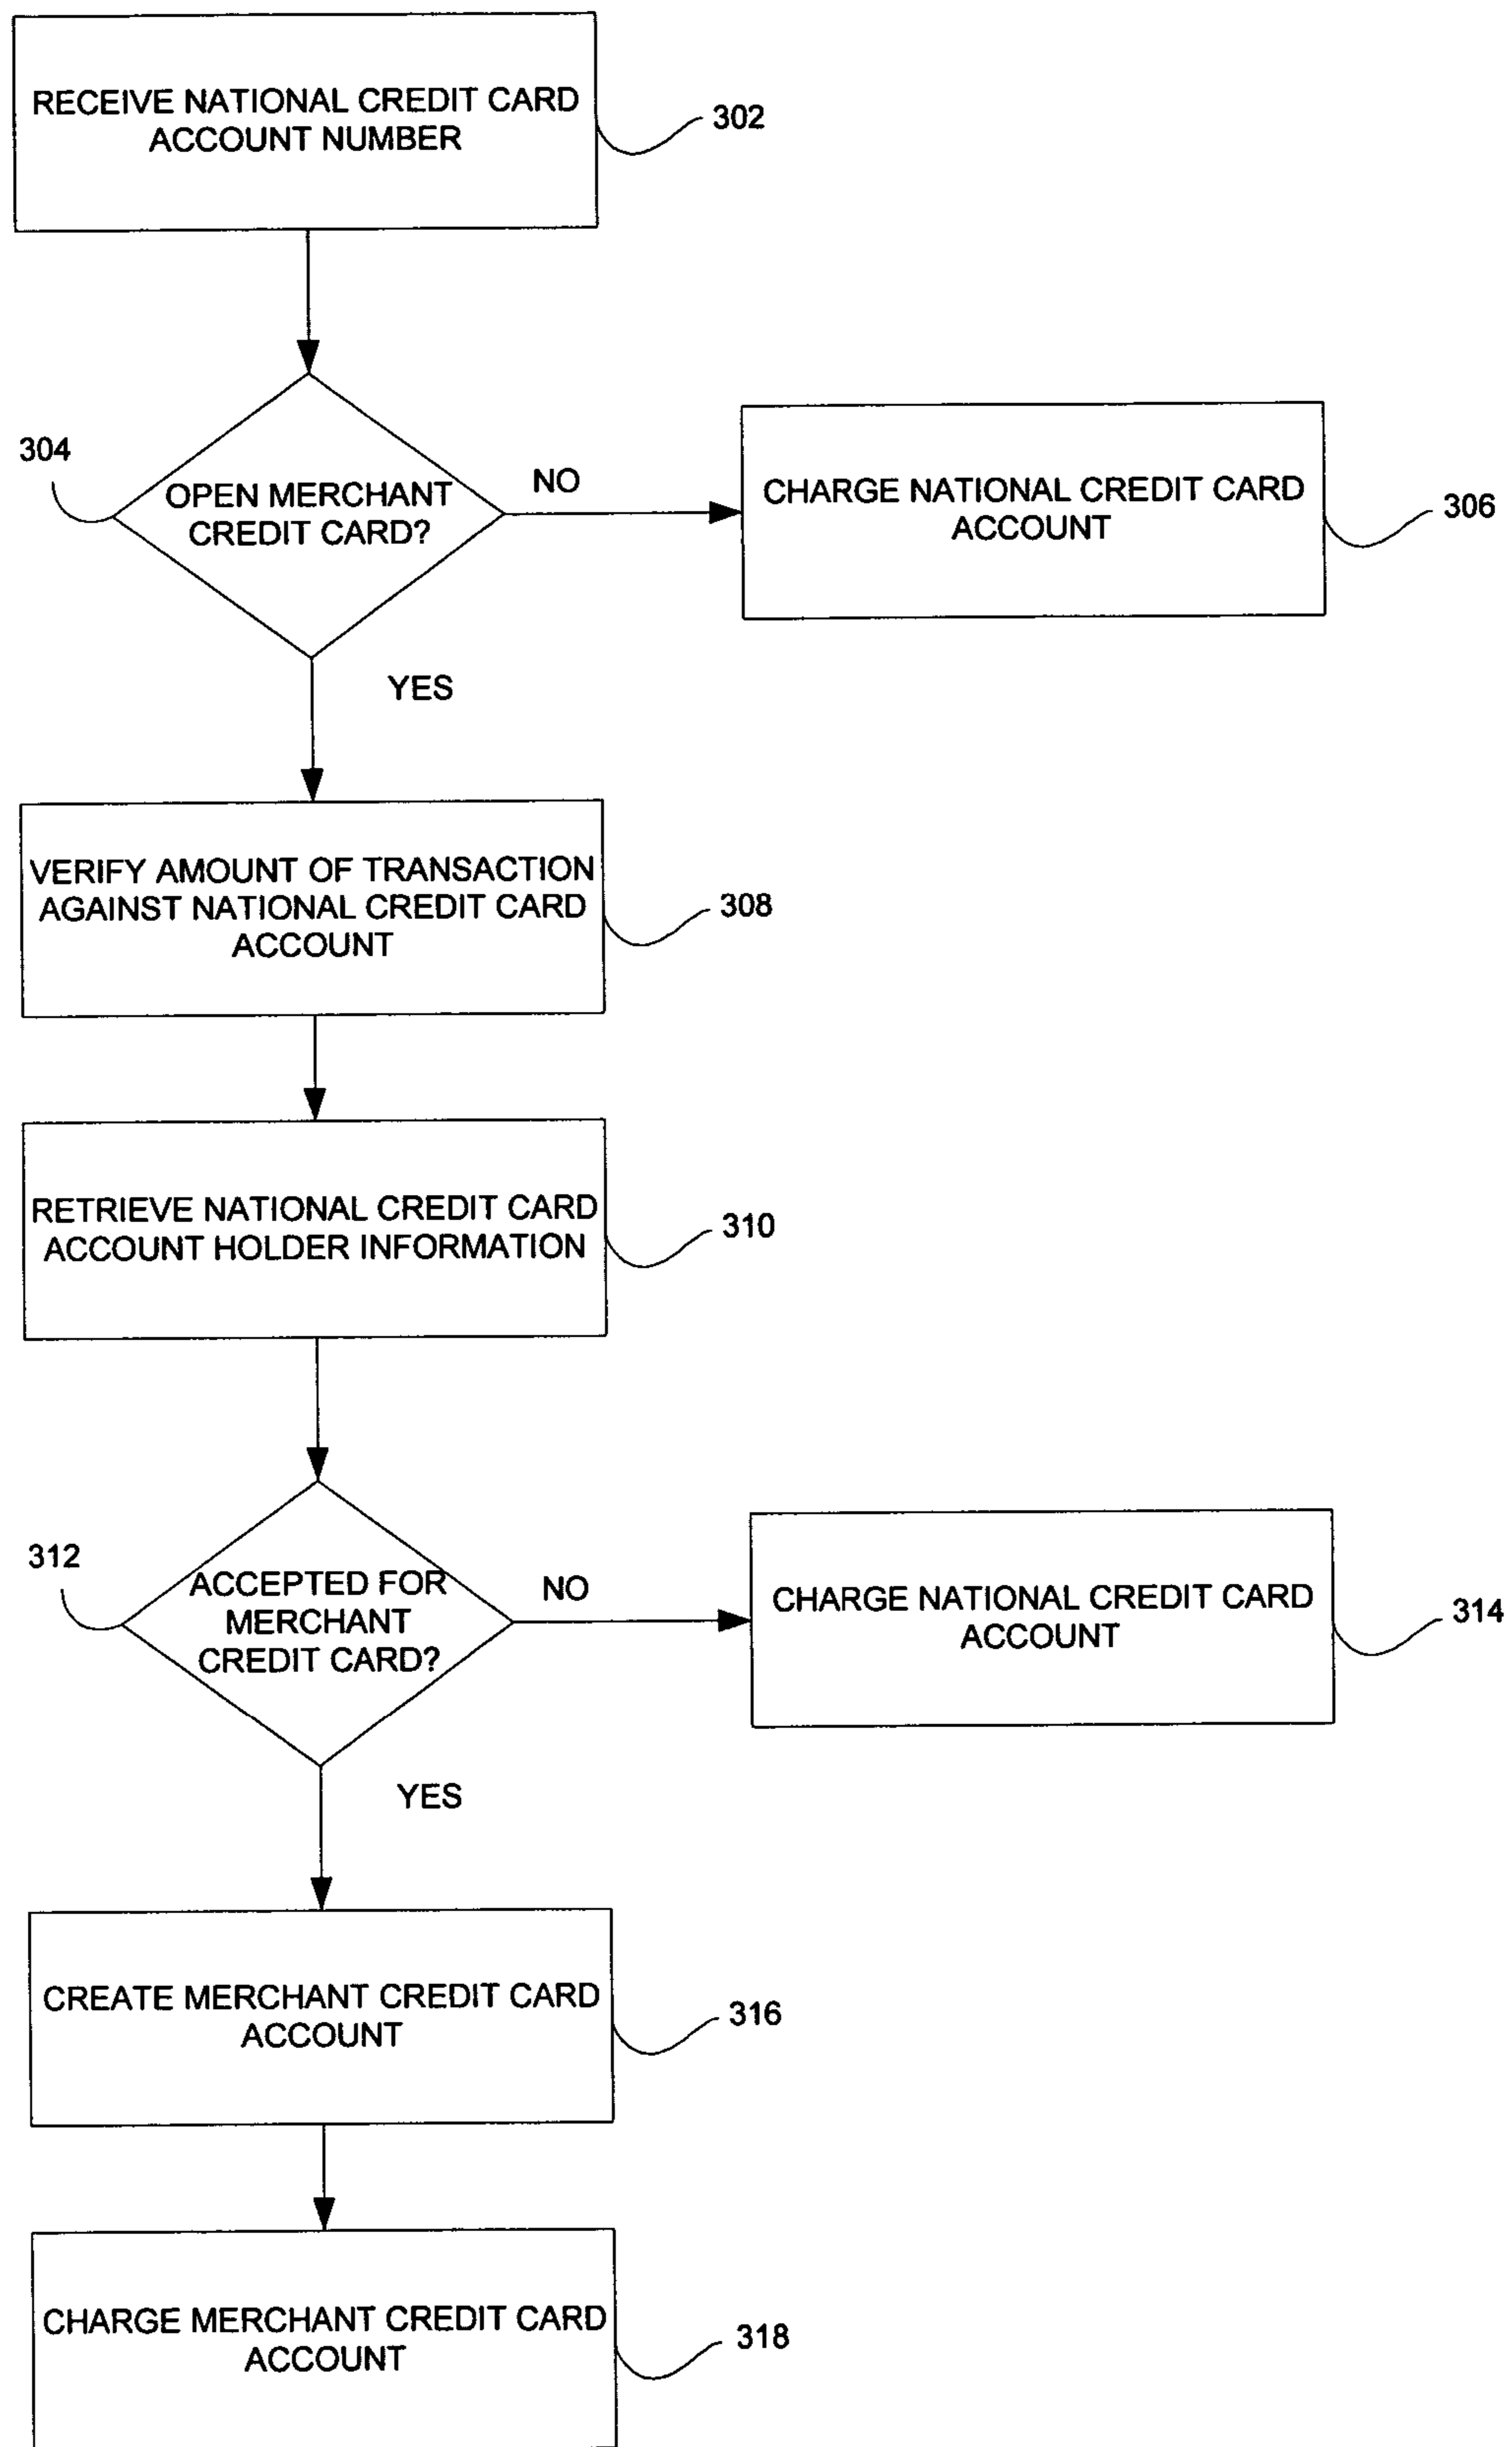 RECEIVE NATIONAL CREDIT CARD
ACCOUNT NUMBER
302
304
OPEN MERCHANT
CREDIT CARD?
NO
CHARGE NATIONAL CREDIT CARD
ACCOUNT
306
YES
VERIFY AMOUNT OF TRANSACTION
AGAINST NATIONAL CREDIT CARD
ACCOUNT
308
RETRIEVE NATIONAL CREDIT CARD
ACCOUNT HOLDER INFORMATION
310
312
ACCEPTED FOR
MERCHANT
CREDIT CARD?
NO
CHARGE NATIONAL CREDIT CARD
ACCOUNT
314
YES
CREATE MERCHANT CREDIT CARD
ACCOUNT
316
CHARGE MERCHANT CREDIT CARD
ACCOUNT
318